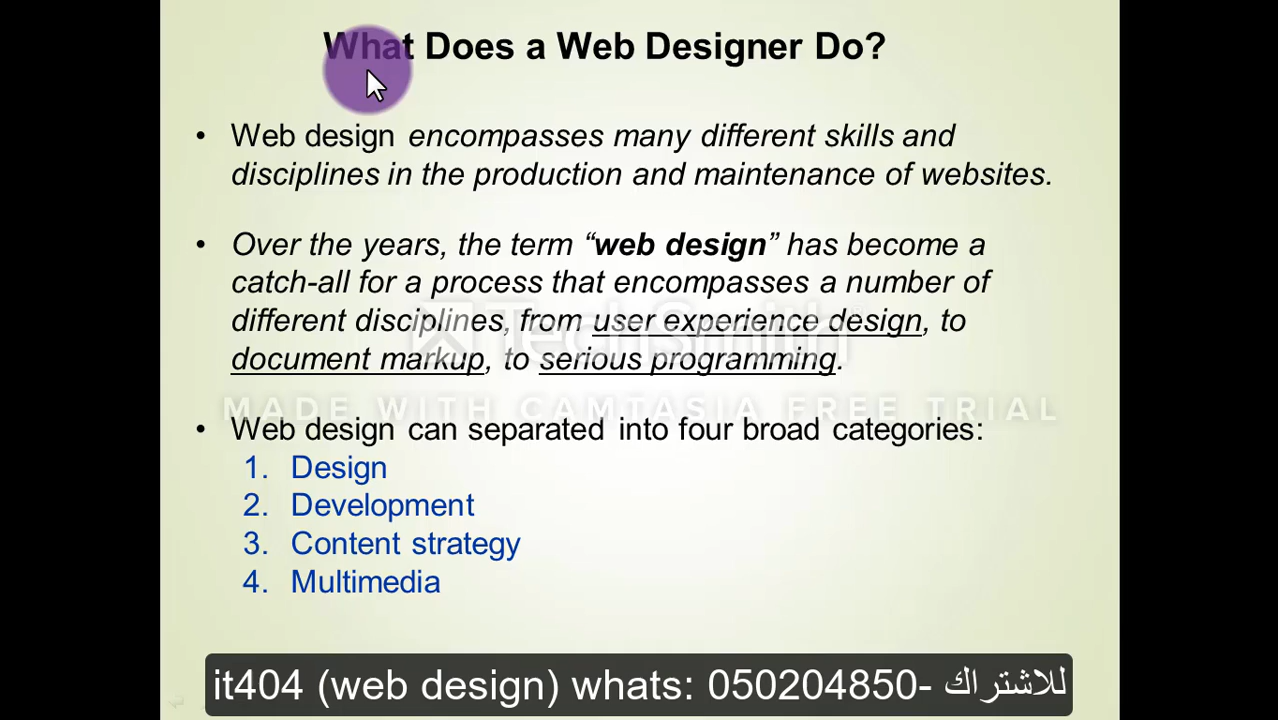 What Does a Web Designer Do?
• Web design encompasses many different skills and
disciplines in the production and maintenance of websites.
• Over the years, the term “web design” has become a
catch-all for a process that encompasses a number of
different disciplines, from user experience design, to
document markup, to serious programming.
TechSmith
MADE WITH CAMTASIA FREE TRIAL
• Web design can separated into four broad categories:
1. Design
2. Development
3. Content strategy
4. Multimedia
it404 (web design) whats: 050204850- للاشتراك